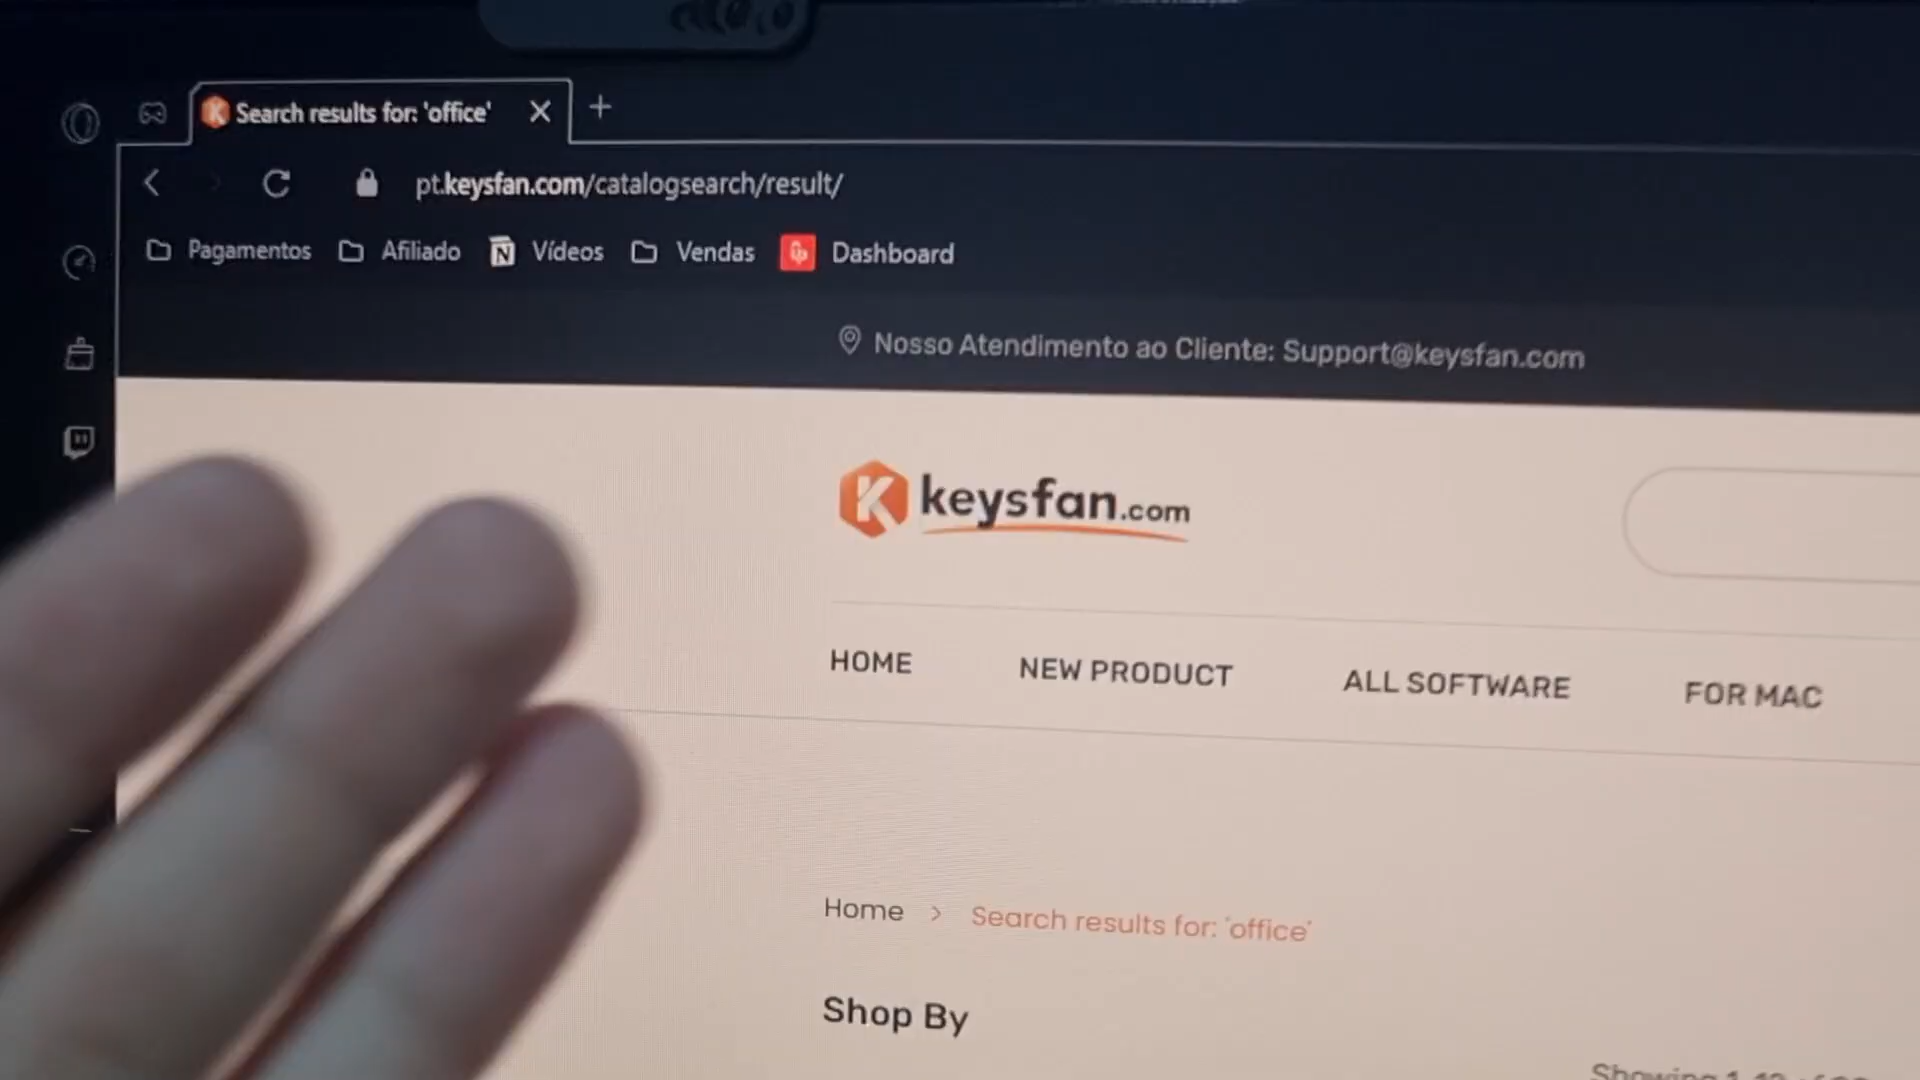 Search results for: 'office'
pt.keysfan.com/catalogsearch/result/
Pagamentos Afiliado Vídeos Vendas Dashboard
Nosso Atendimento ao Cliente: Support@keysfan.com
keysfan.com
HOME NEW PRODUCT ALL SOFTWARE FOR MAC
Home > Search results for: 'office'
Shop By
Showing